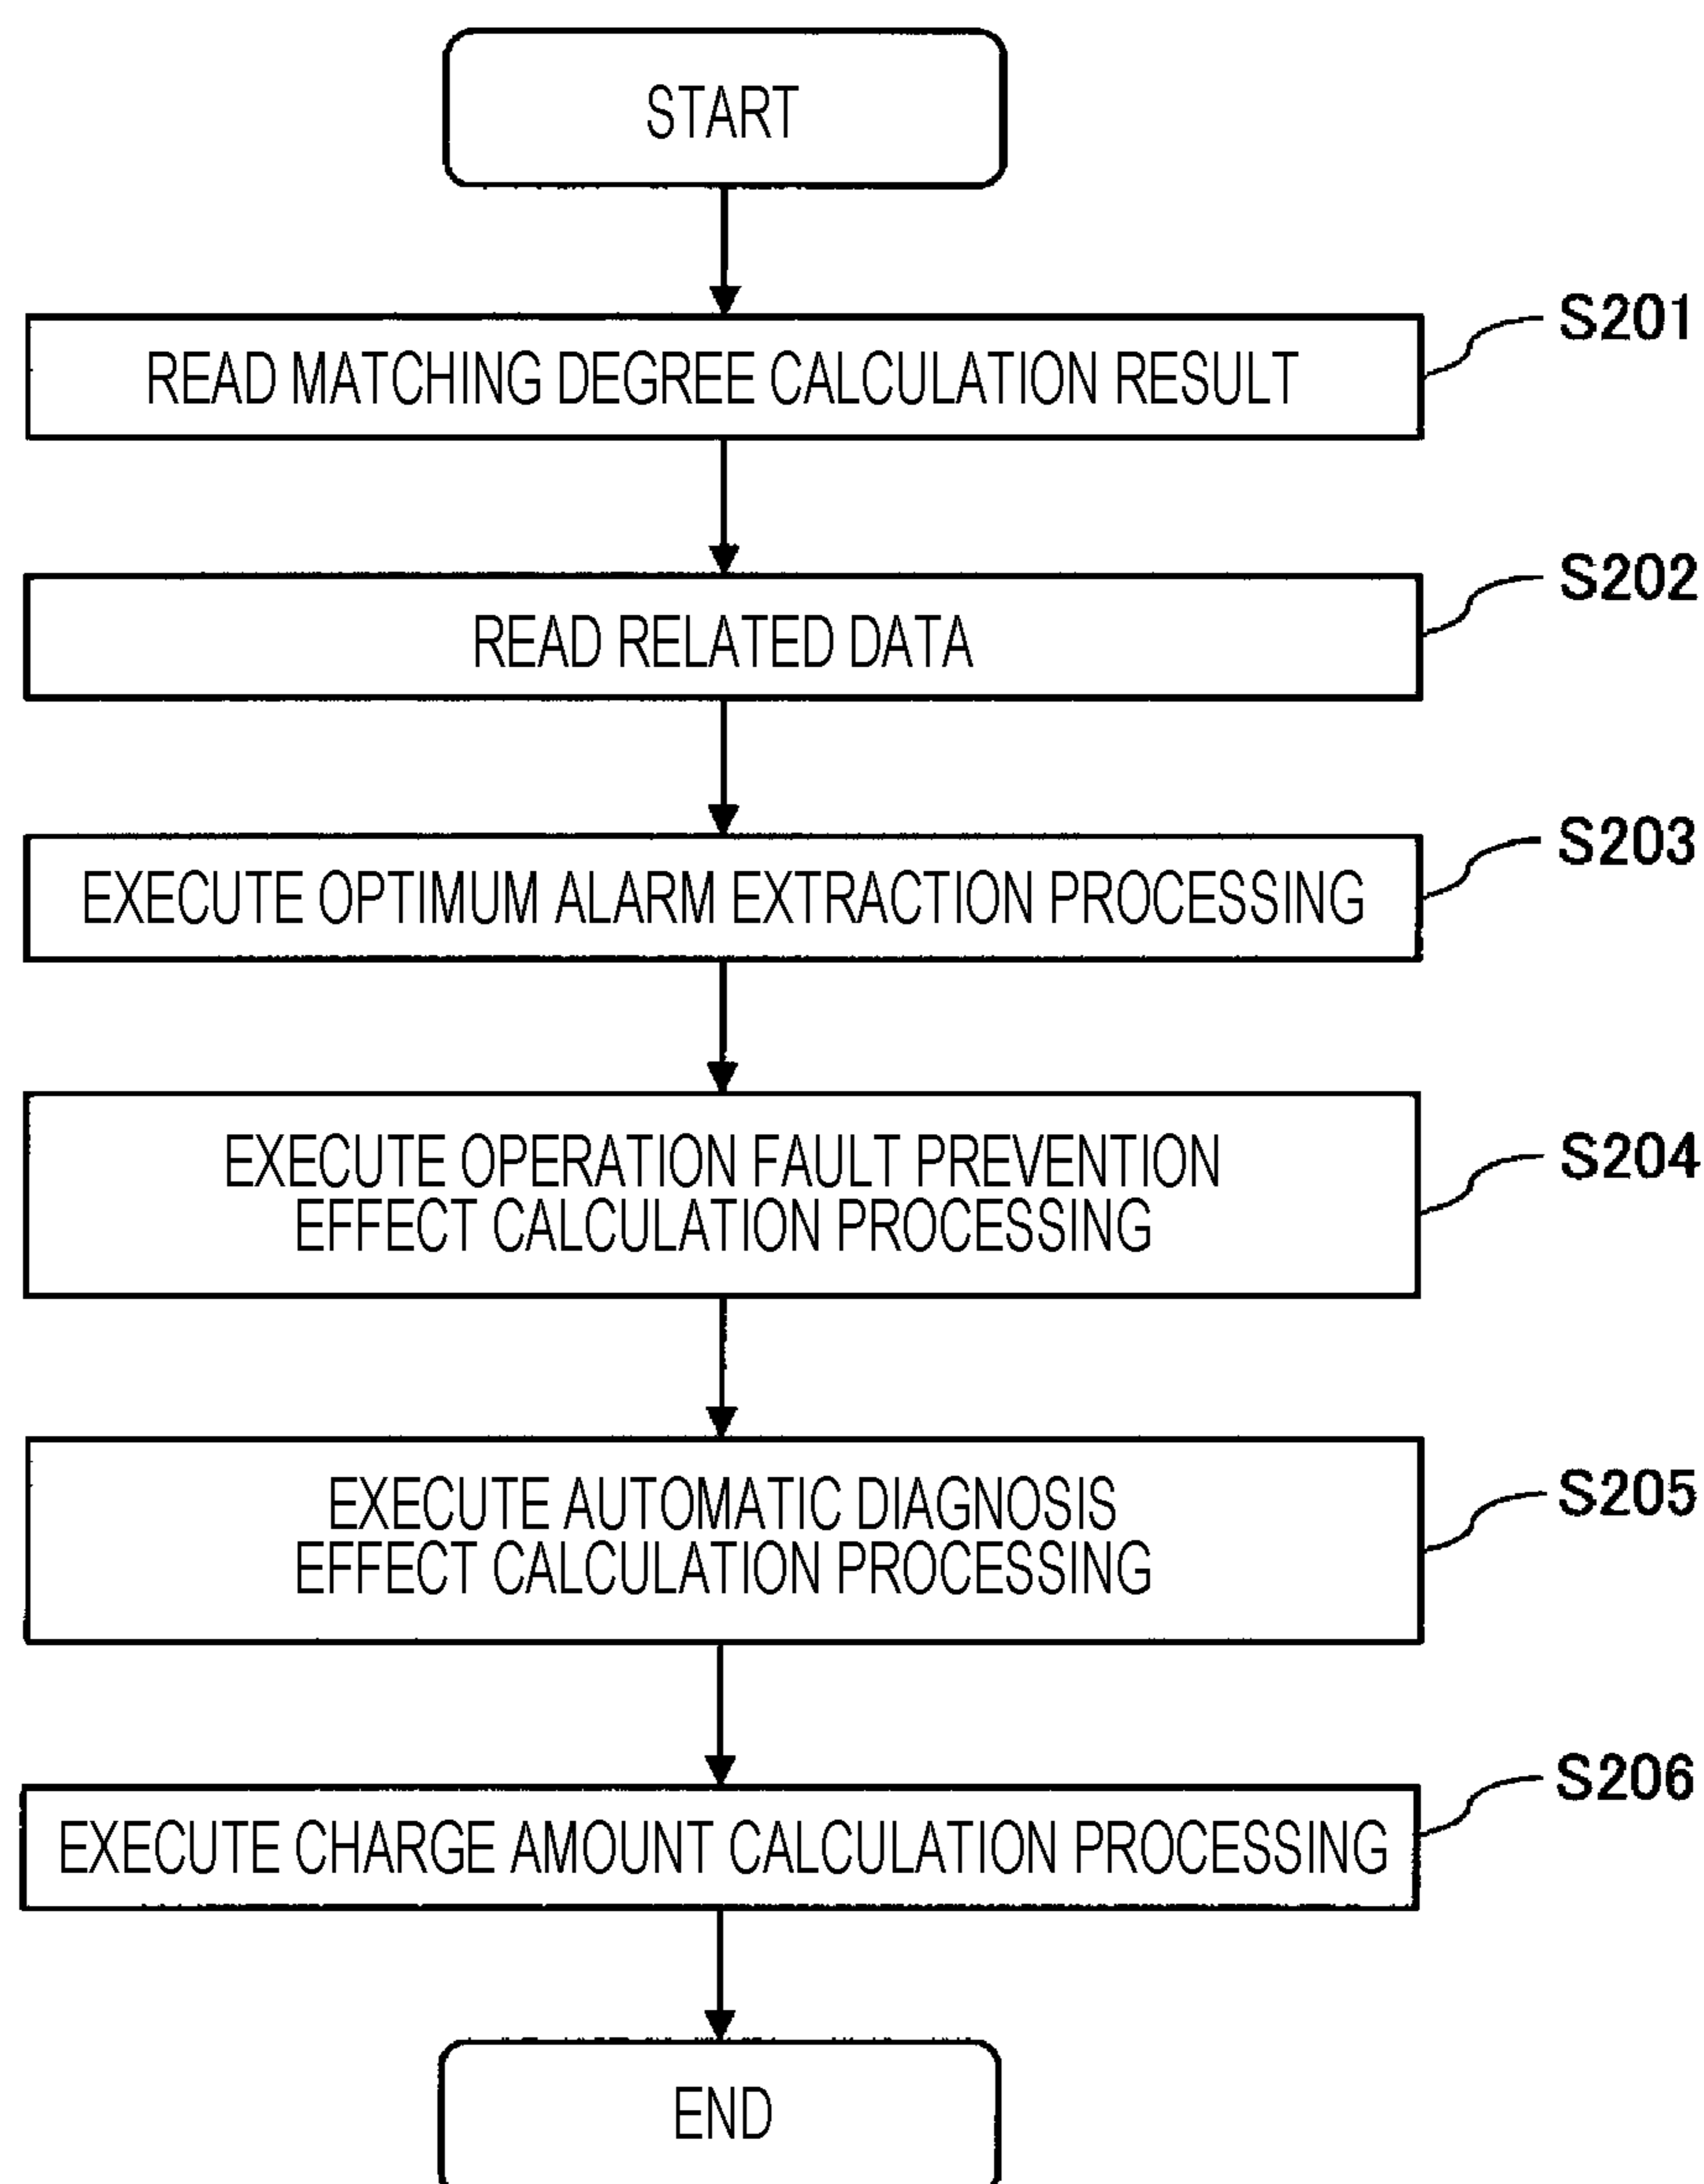 START
READ MATCHING DEGREE CALCULATION RESULT
S201
READ RELATED DATA
S202
EXECUTE OPTIMUM ALARM EXTRACTION PROCESSING
S203
EXECUTE OPERATION FAULT PREVENTION
EFFECT CALCULATION PROCESSING
S204
EXECUTE AUTOMATIC DIAGNOSIS
EFFECT CALCULATION PROCESSING
S205
EXECUTE CHARGE AMOUNT CALCULATION PROCESSING
S206
END